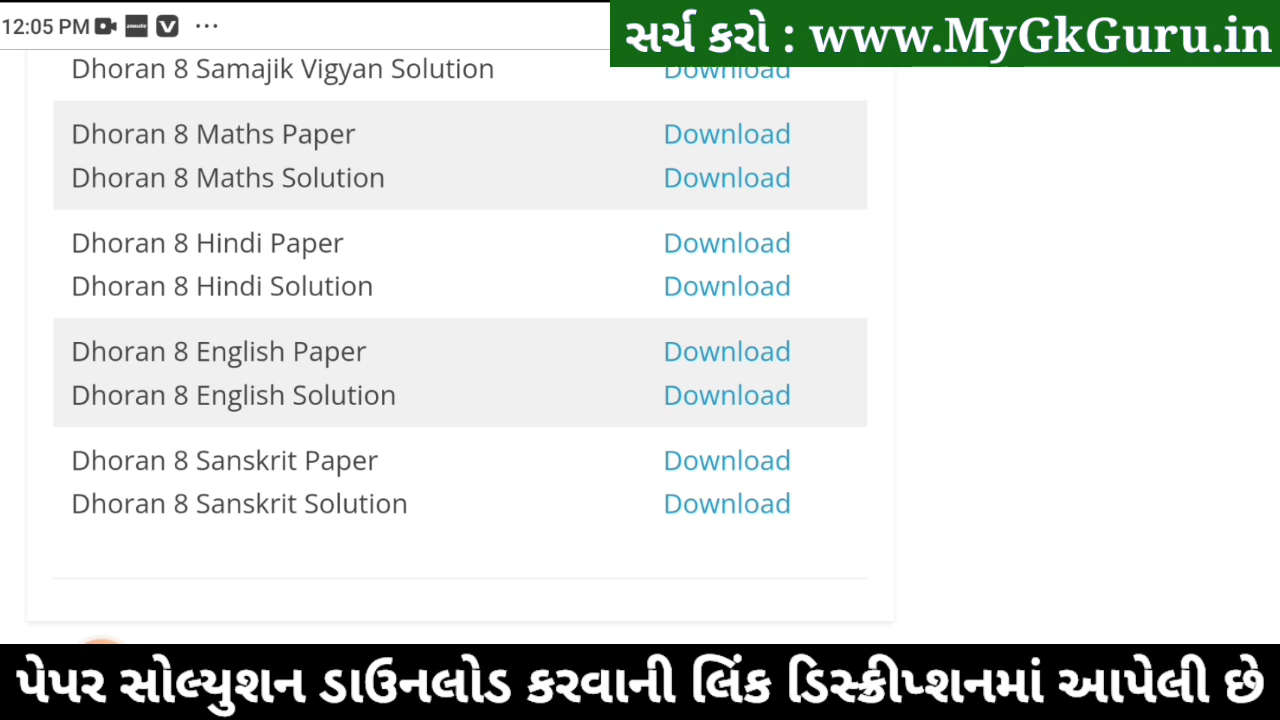 12:05 PM
સર્ચ કરો : www.MyGkGuru.in
Dhoran 8 Samajik Vigyan Solution Download
Dhoran 8 Maths Paper Download
Dhoran 8 Maths Solution Download
Dhoran 8 Hindi Paper Download
Dhoran 8 Hindi Solution Download
Dhoran 8 English Paper Download
Dhoran 8 English Solution Download
Dhoran 8 Sanskrit Paper Download
Dhoran 8 Sanskrit Solution Download
પેપર સોલ્યુશન ડાઉનલોડ કરવાની લિંક ડિસ્ક્રીપ્શનમાં આપેલી છે